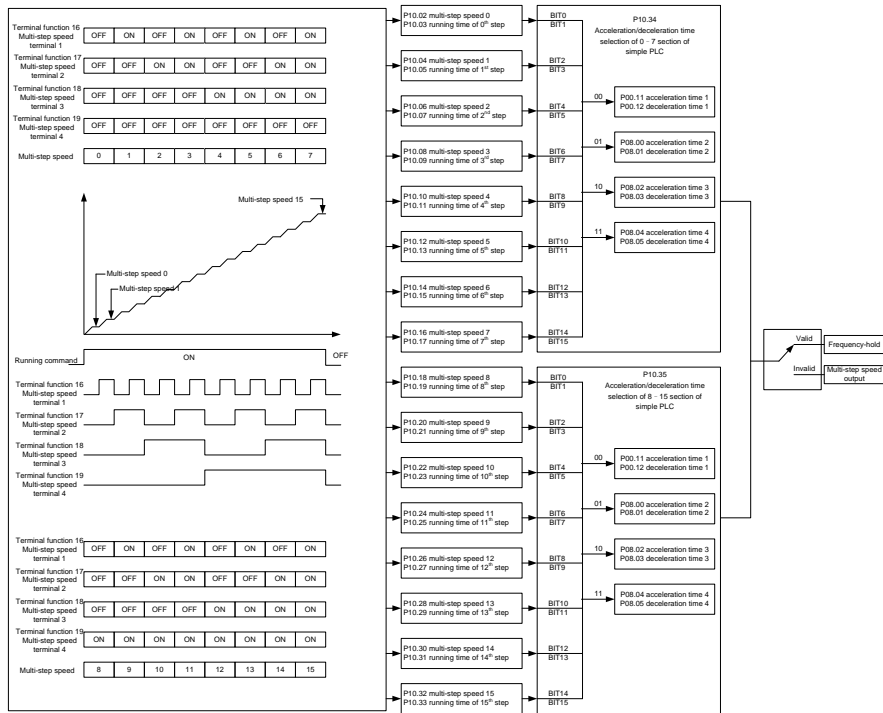 Terminal function 16
Multi-step speed
terminal 1
OFF ON OFF ON OFF ON OFF ON
Terminal function 17
Multi-step speed
terminal 2
OFF OFF ON ON OFF OFF ON ON
Terminal function 18
Multi-step speed
terminal 3
OFF OFF OFF OFF ON ON ON ON
Terminal function 19
Multi-step speed
terminal 4
OFF OFF OFF OFF OFF OFF OFF OFF
Multi-step speed 0 1 2 3 4 5 6 7
Multi-step speed 15
Multi-step speed 0
Multi-step speed 1
Running command ON OFF
Terminal function 16
Multi-step speed
terminal 1
Terminal function 17
Multi-step speed
terminal 2
Terminal function 18
Multi-step speed
terminal 3
Terminal function 19
Multi-step speed
terminal 4
Terminal function 16
Multi-step speed
terminal 1
OFF ON OFF ON OFF ON OFF ON
Terminal function 17
Multi-step speed
terminal 2
OFF OFF ON ON OFF OFF ON ON
Terminal function 18
Multi-step speed
terminal 3
OFF OFF OFF OFF ON ON ON ON
Terminal function 19
Multi-step speed
terminal 4
ON ON ON ON ON ON ON ON
Multi-step speed 8 9 10 11 12 13 14 15
P10.02 multi-step speed 0
P10.03 running time of 0th step
P10.04 multi-step speed 1
P10.05 running time of 1st step
P10.06 multi-step speed 2
P10.07 running time of 2nd step
P10.08 multi-step speed 3
P10.09 running time of 3rd step
P10.10 multi-step speed 4
P10.11 running time of 4th step
P10.12 multi-step speed 5
P10.13 running time of 5th step
P10.14 multi-step speed 6
P10.15 running time of 6th step
P10.16 multi-step speed 7
P10.17 running time of 7th step
P10.18 multi-step speed 8
P10.19 running time of 8th step
P10.20 multi-step speed 9
P10.21 running time of 9th step
P10.22 multi-step speed 10
P10.23 running time of 10th step
P10.24 multi-step speed 11
P10.25 running time of 11th step
P10.26 multi-step speed 12
P10.27 running time of 12th step
P10.28 multi-step speed 13
P10.29 running time of 13th step
P10.30 multi-step speed 14
P10.31 running time of 14th step
P10.32 multi-step speed 15
P10.33 running time of 15th step
P10.34
Acceleration/deceleration time
selection of 0 - 7 section of
simple PLC
BIT0
BIT1
BIT2
BIT3
BIT4
BIT5
BIT6
BIT7
BIT8
BIT9
BIT10
BIT11
BIT12
BIT13
BIT14
BIT15
00
P00.11 acceleration time 1
P00.12 deceleration time 1
01
P08.00 acceleration time 2
P08.01 deceleration time 2
10
P08.02 acceleration time 3
P08.03 deceleration time 3
11
P08.04 acceleration time 4
P08.05 deceleration time 4
P10.35
Acceleration/deceleration time
selection of 8 - 15 section of
simple PLC
BIT0
BIT1
BIT2
BIT3
BIT4
BIT5
BIT6
BIT7
BIT8
BIT9
BIT10
BIT11
BIT12
BIT13
BIT14
BIT15
00
P00.11 acceleration time 1
P00.12 deceleration time 1
01
P08.00 acceleration time 2
P08.01 deceleration time 2
10
P08.02 acceleration time 3
P08.03 deceleration time 3
11
P08.04 acceleration time 4
P08.05 deceleration time 4
Valid
Frequency-hold
Invalid
Multi-step speed
output